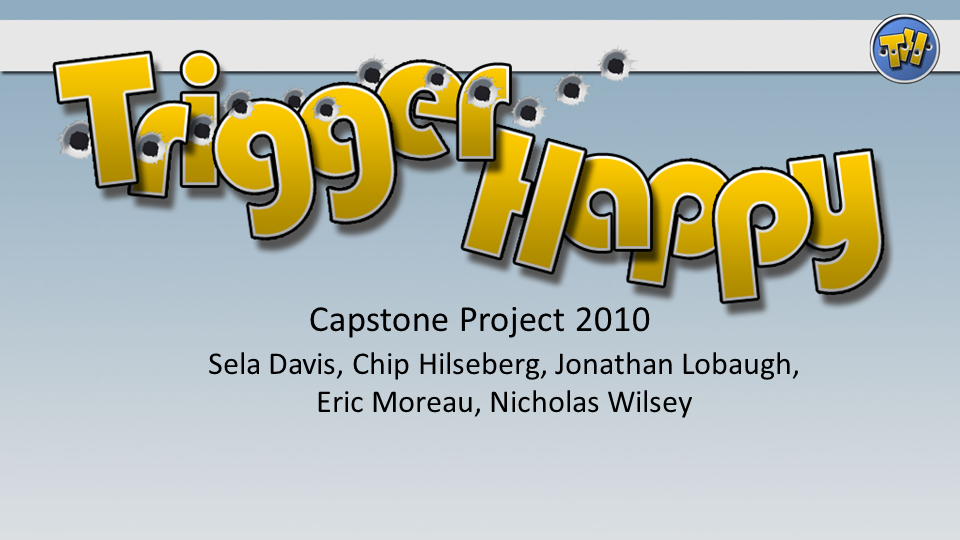 TH
Trigger
Happy
Capstone Project 2010
Sela Davis, Chip Hilseberg, Jonathan Lobaugh,
Eric Moreau, Nicholas Wilsey